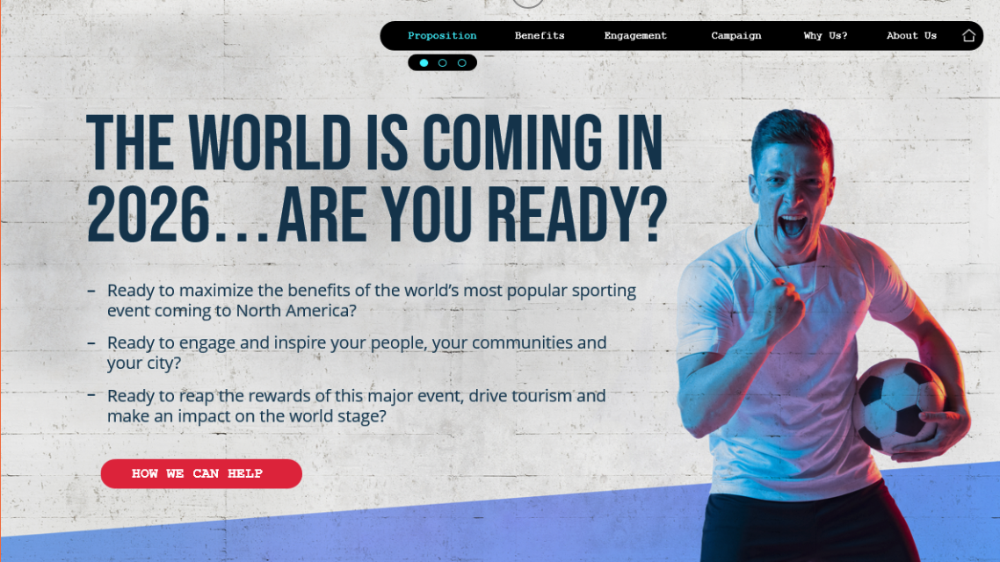 Proposition Benefits Engagement Campaign Why Us? About Us
THE WORLD IS COMING IN
2026...ARE YOU READY?
– Ready to maximize the benefits of the world’s most popular sporting
event coming to North America?
– Ready to engage and inspire your people, your communities and
your city?
– Ready to reap the rewards of this major event, drive tourism and
make an impact on the world stage?
HOW WE CAN HELP